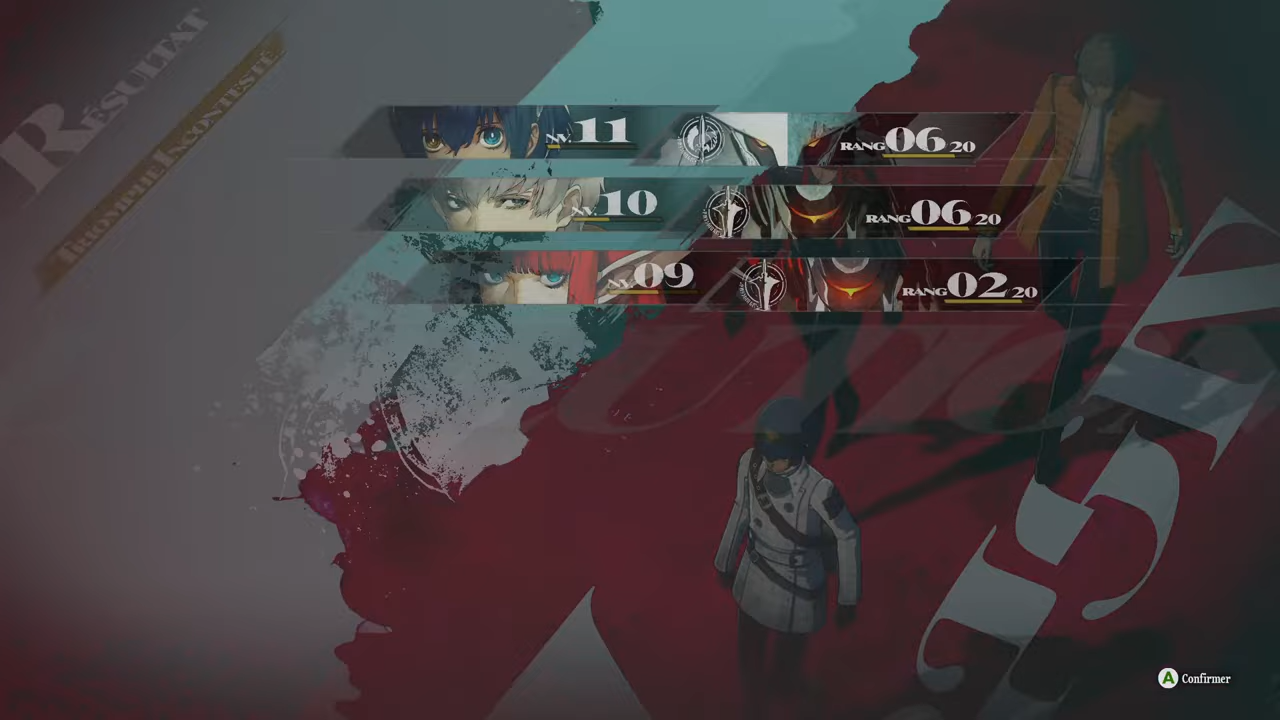 RÉSULTAT
TRIOMPHE INCONTESTÉ
NV. 11 RANG 06 20
NV. 10 RANG 06 20
NV. 09 RANG 02 20
A Confirmer